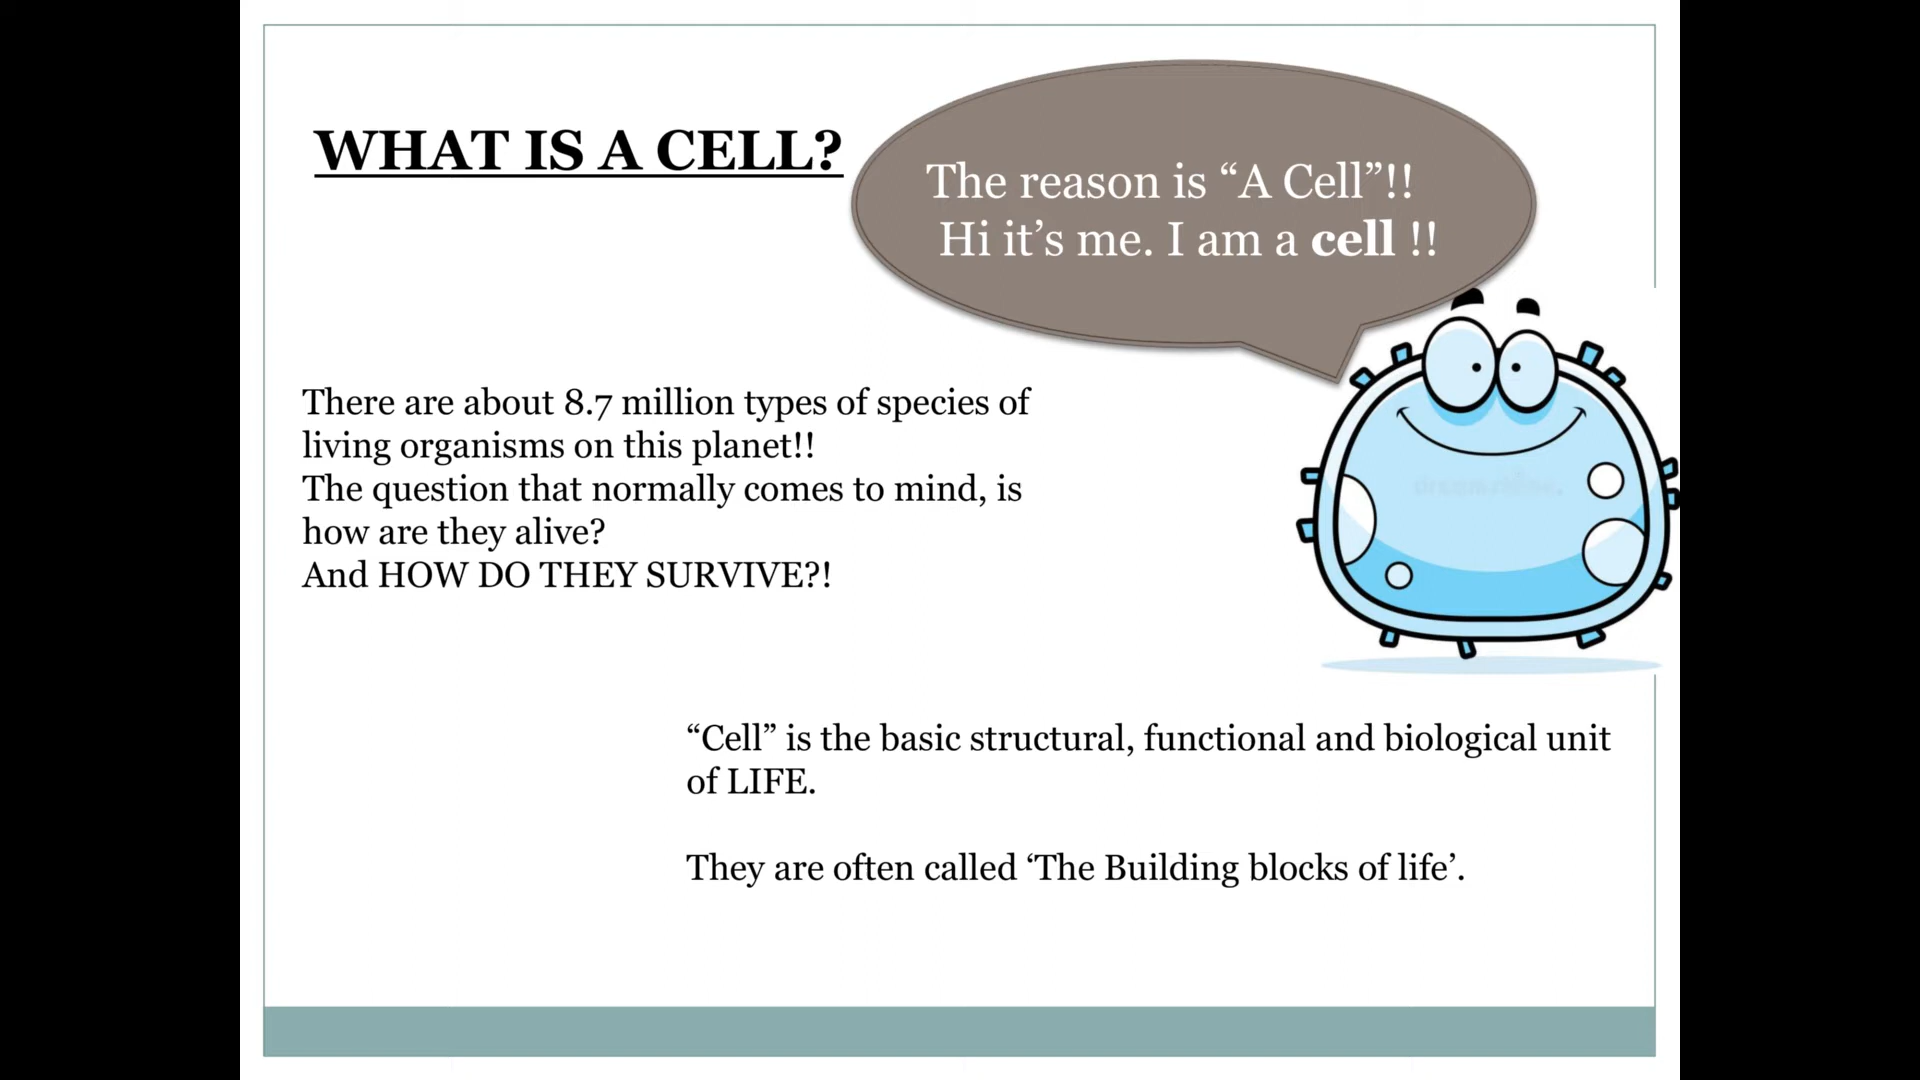 WHAT IS A CELL?
The reason is “A Cell”!!
Hi it’s me. I am a cell !!
There are about 8.7 million types of species of
living organisms on this planet!!
The question that normally comes to mind, is
how are they alive?
And HOW DO THEY SURVIVE?!
“Cell” is the basic structural, functional and biological unit
of LIFE.
They are often called ‘The Building blocks of life’.